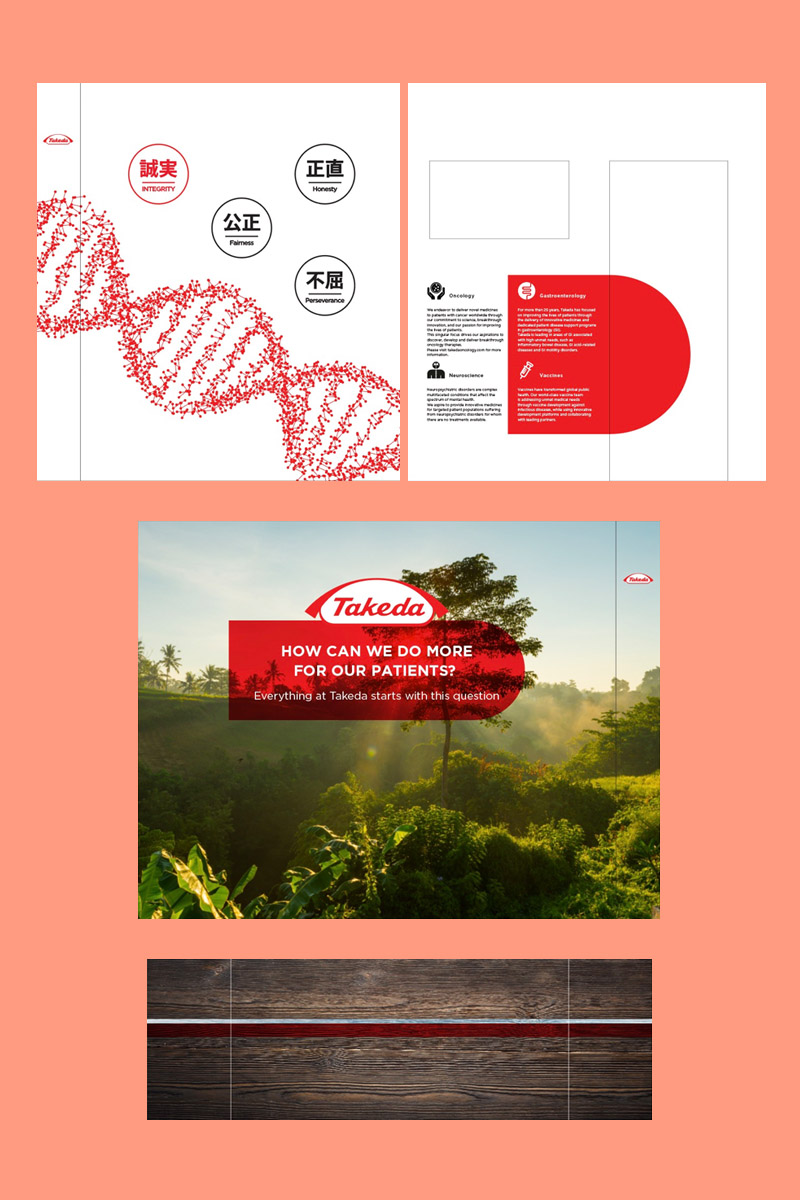 Takeda
誠実
INTEGRITY
正直
Honesty
公正
Fairness
不屈
Perseverance
Oncology
We endeavor to deliver novel medicines
to patients with cancer worldwide through
our commitment to science, breakthrough
innovation, and our passion for improving
the lives of patients.
This singular focus drives our aspirations to
discover, develop and deliver breakthrough
oncology therapies.
Please visit takedaoncology.com for more
information.
Gastroenterology
For more than 25 years, Takeda has focused
on improving the lives of patients through
the delivery of innovative medicines and
dedicated patient disease support programs
in gastroenterology (GI).
Takeda is leading in areas of GI associated
with high unmet needs, such as
inflammatory bowel disease, GI acid-related
diseases and GI motility disorders.
Neuroscience
Neuropsychiatric disorders are complex
multifaceted conditions that affect the
spectrum of mental health.
We aspire to provide innovative medicines
for targeted patient populations suffering
from neuropsychiatric disorders for whom
there are no treatments available.
Vaccines
Vaccines have transformed global public
health. Our world-class vaccine team
is addressing unmet medical needs
through vaccine development against
infectious disease, while using innovative
development platforms and collaborating
with leading partners.
Takeda
HOW CAN WE DO MORE
FOR OUR PATIENTS?
Everything at Takeda starts with this question
Takeda